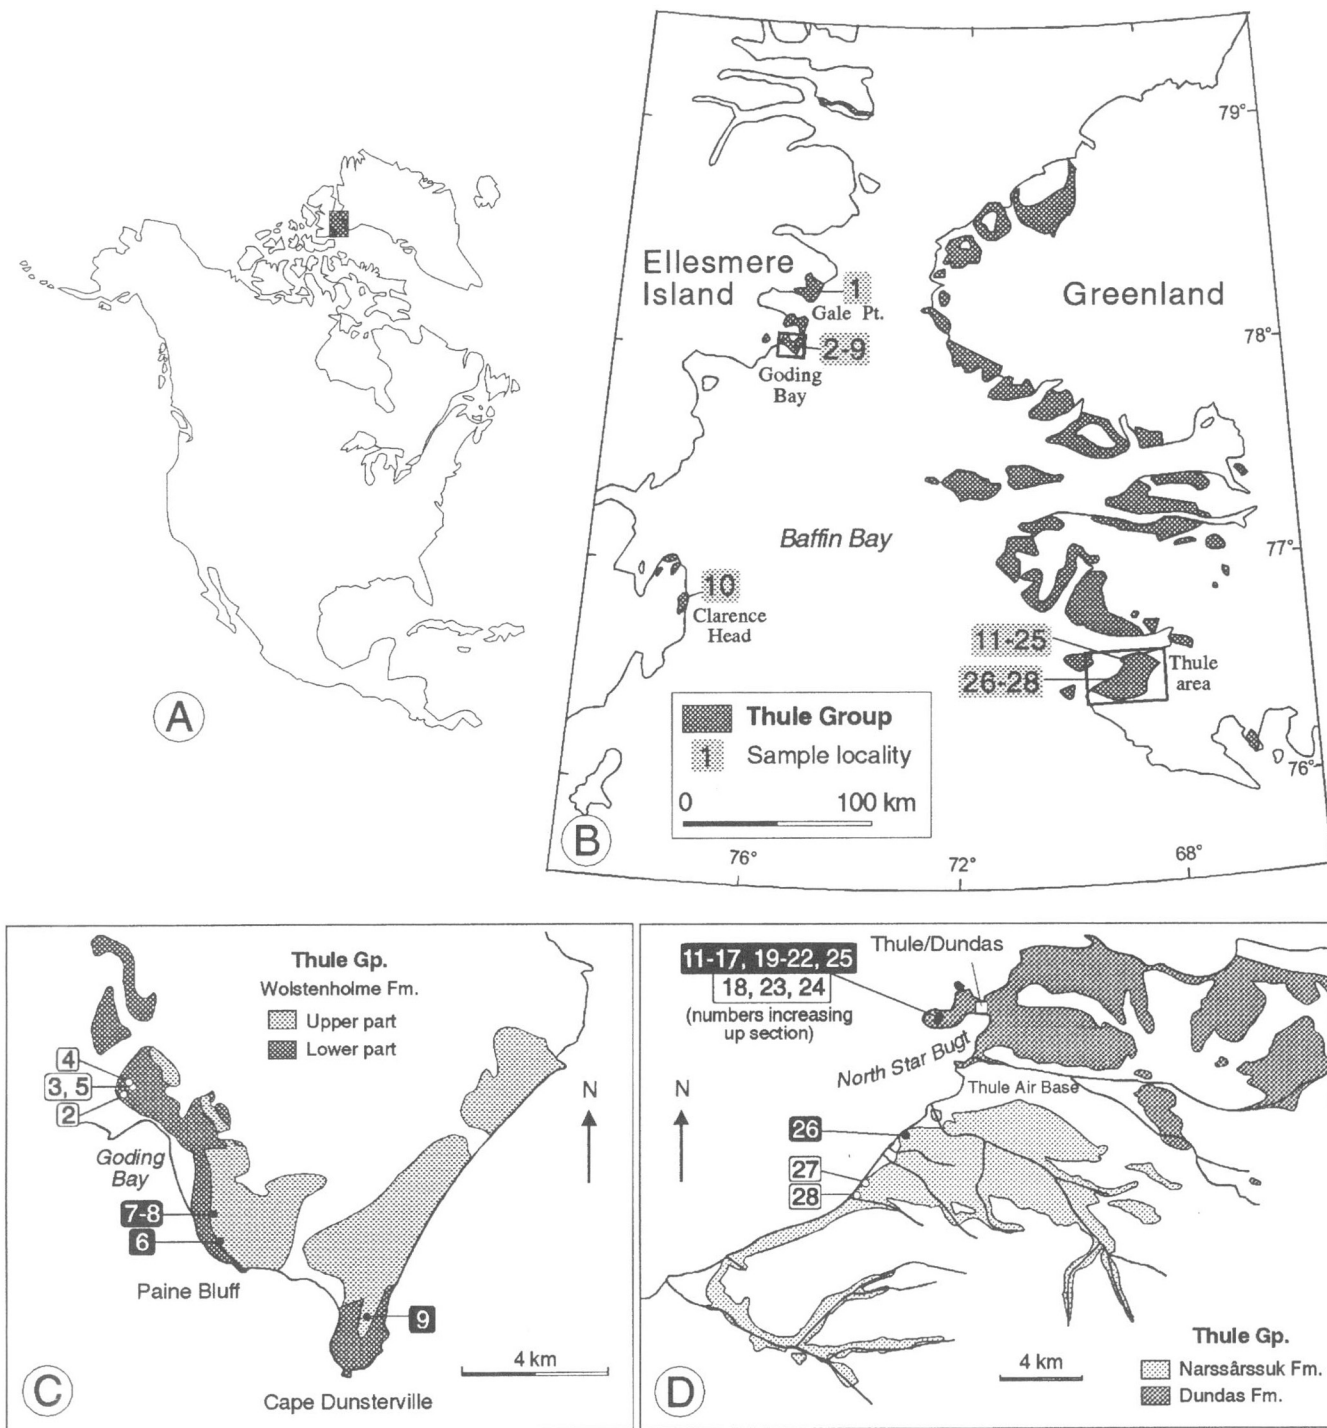 A
79°
Ellesmere
Island
1
Gale Pt.
Greenland
78°
2-9
Goding
Bay
Baffin Bay
77°
10
Clarence
Head
11-25
26-28
Thule
area
Thule Group
1 Sample locality
0 100 km
76°
B
76° 72° 68°
Thule Gp.
Wolstenholme Fm.
Upper part
Lower part
4
3, 5
2
N
Goding
Bay
7-8
6
Paine Bluff
9
4 km
C
Cape Dunsterville
11-17, 19-22, 25
18, 23, 24
(numbers increasing
up section)
Thule/Dundas
North Star Bugt
Thule Air Base
N
26
27
28
4 km
Thule Gp.
Narssârssuk Fm.
Dundas Fm.
D